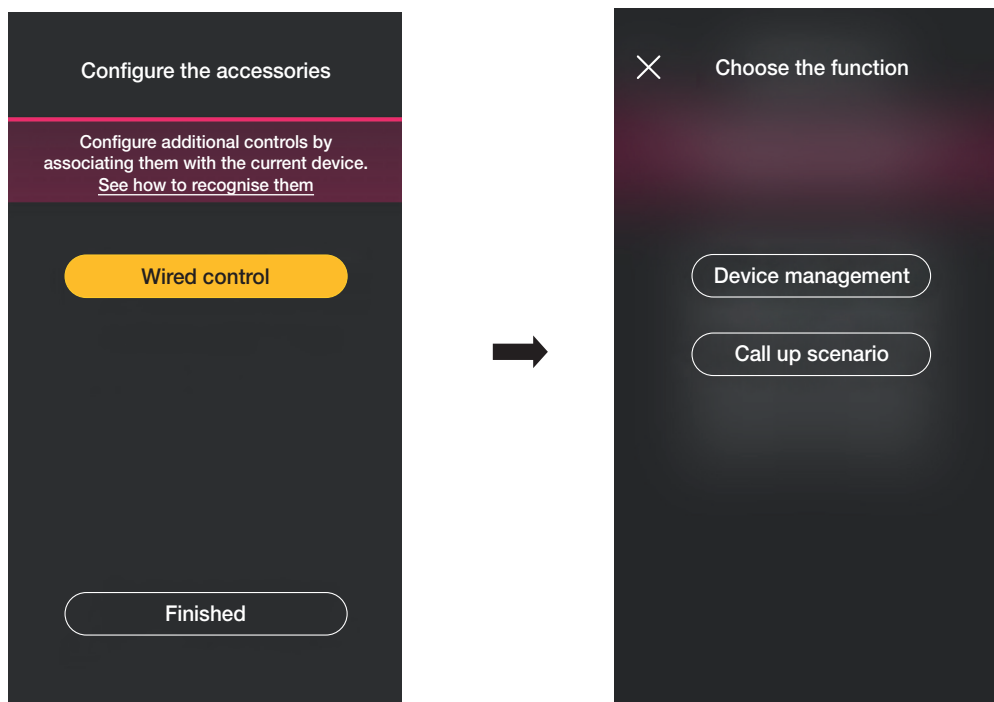 Configure the accessories
Configure additional controls by
associating them with the current device.
See how to recognise them
Wired control
Finished
Choose the function
Device management
Call up scenario